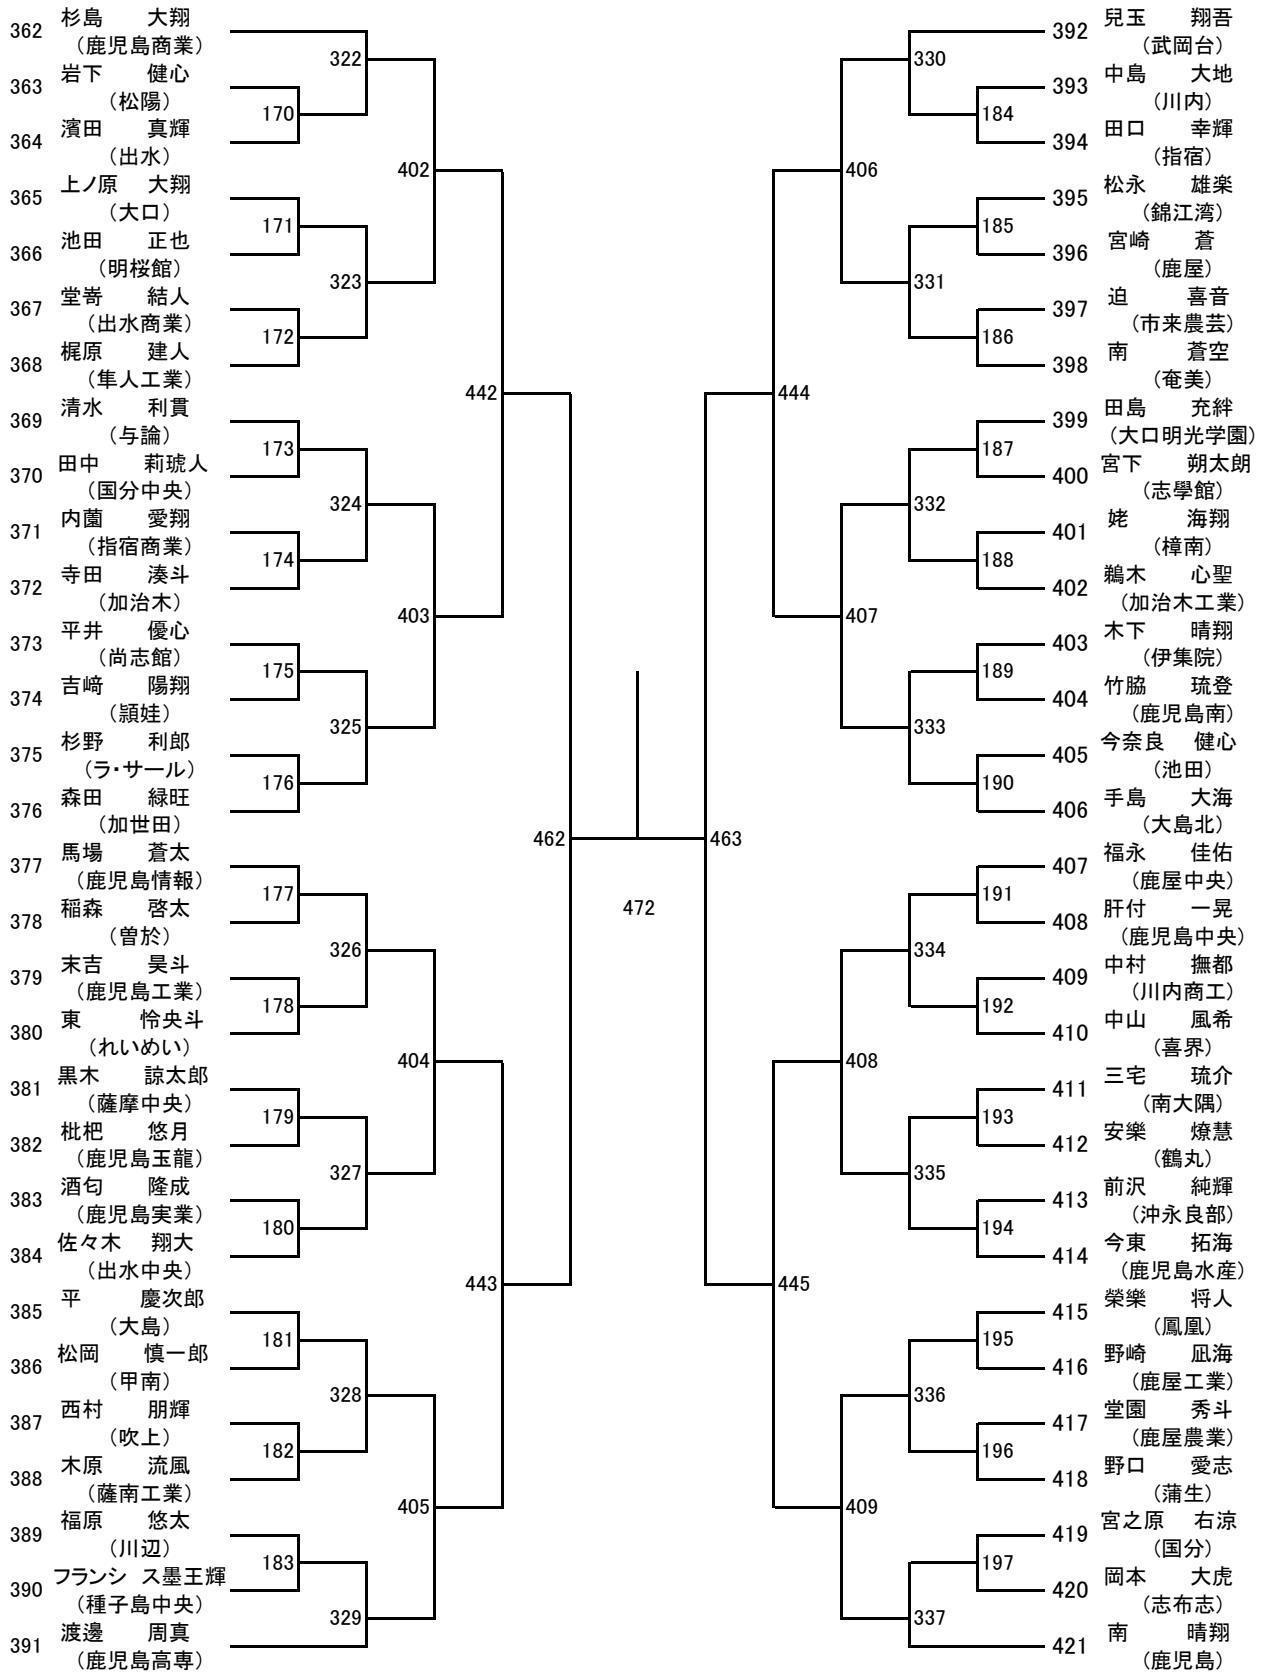 362 杉島 大翔
(鹿児島商業)
363 岩下 健心
(松陽)
364 濱田 真輝
(出水)
365 上ノ原 大翔
(大口)
366 池田 正也
(明桜館)
367 堂嵜 結人
(出水商業)
368 梶原 建人
(隼人工業)
369 清水 利貫
(与論)
370 田中 莉琥人
(国分中央)
371 内薗 愛翔
(指宿商業)
372 寺田 湊斗
(加治木)
373 平井 優心
(尚志館)
374 吉﨑 陽翔
(頴娃)
375 杉野 利郎
(ラ・サール)
376 森田 緑旺
(加世田)
377 馬場 蒼太
(鹿児島情報)
378 稲森 啓太
(曽於)
379 末吉 昊斗
(鹿児島工業)
380 東 怜央斗
(れいめい)
381 黒木 諒太郎
(薩摩中央)
382 枇杷 悠月
(鹿児島玉龍)
383 酒匂 隆成
(鹿児島実業)
384 佐々木 翔大
(出水中央)
385 平 慶次郎
(大島)
386 松岡 慎一郎
(甲南)
387 西村 朋輝
(吹上)
388 木原 流風
(薩南工業)
389 福原 悠太
(川辺)
390 フランシ ス墨王輝
(種子島中央)
391 渡邊 周真
(鹿児島高専)
170
171
172
173
174
175
176
177
178
179
180
181
182
183
322
323
324
325
326
327
328
329
402
403
404
405
442
443
462
472
463
444
445
406
407
408
409
330
331
332
333
334
335
336
337
184
185
186
187
188
189
190
191
192
193
194
195
196
197
392 兒玉 翔吾
(武岡台)
393 中島 大地
(川内)
394 田口 幸輝
(指宿)
395 松永 雄楽
(錦江湾)
396 宮崎 蒼
(鹿屋)
397 迫 喜音
(市来農芸)
398 南 蒼空
(奄美)
399 田島 充絆
(大口明光学園)
400 宮下 朔太朗
(志學館)
401 姥 海翔
(樟南)
402 鵜木 心聖
(加治木工業)
403 木下 晴翔
(伊集院)
404 竹脇 琉登
(鹿児島南)
405 今奈良 健心
(池田)
406 手島 大海
(大島北)
407 福永 佳佑
(鹿屋中央)
408 肝付 一晃
(鹿児島中央)
409 中村 撫都
(川内商工)
410 中山 風希
(喜界)
411 三宅 琉介
(南大隅)
412 安樂 燎慧
(鶴丸)
413 前沢 純輝
(沖永良部)
414 今東 拓海
(鹿児島水産)
415 榮樂 将人
(鳳凰)
416 野崎 凪海
(鹿屋工業)
417 堂園 秀斗
(鹿屋農業)
418 野口 愛志
(蒲生)
419 宮之原 右涼
(国分)
420 岡本 大虎
(志布志)
421 南 晴翔
(鹿児島)